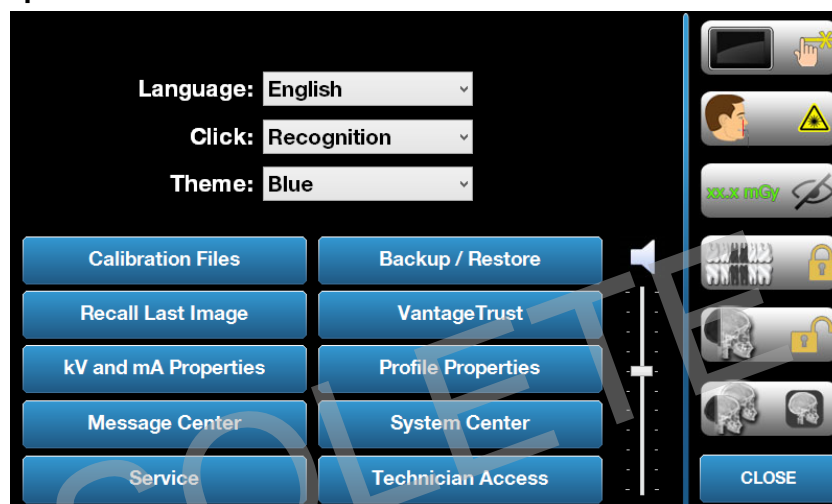 Language: English
Click: Recognition
Theme: Blue
Calibration Files
Backup / Restore
Recall Last Image
VantageTrust
kV and mA Properties
Profile Properties
Message Center
System Center
Service
Technician Access
xx.x mGy
CLOSE
OLETE